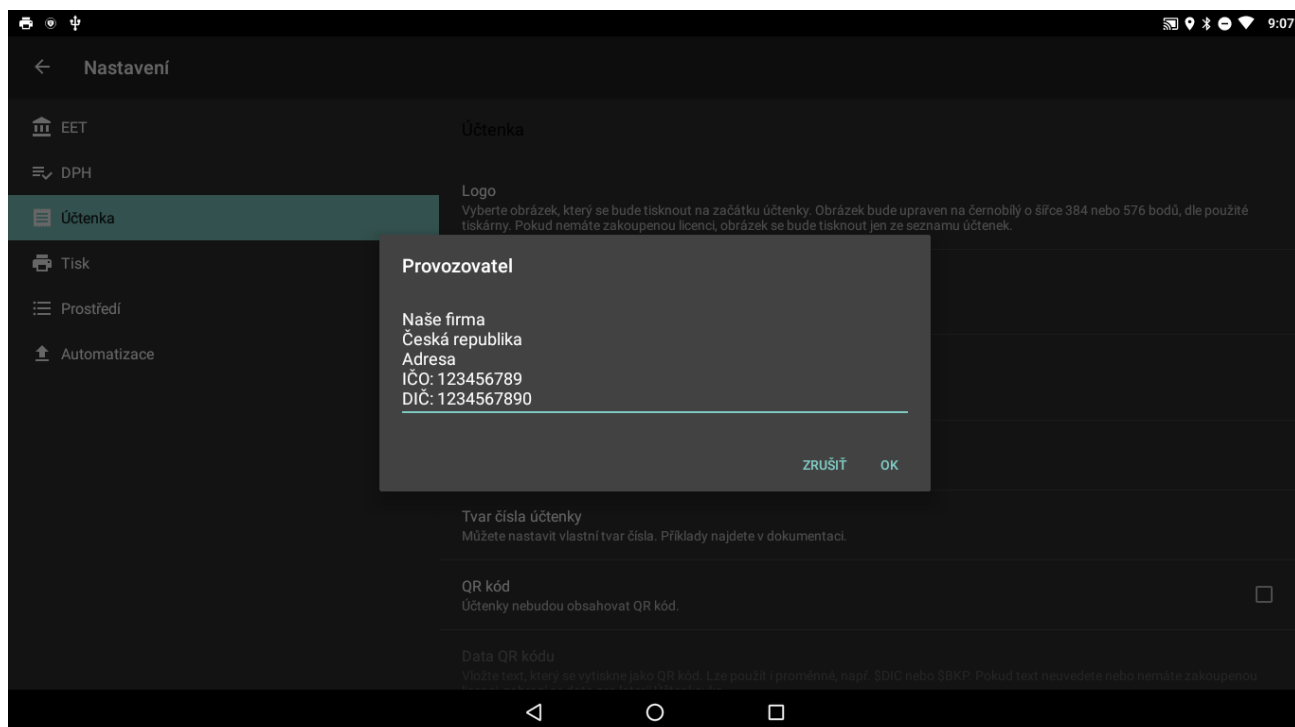 9:07
Nastavení
EET
DPH
Účtenka
Tisk
Prostředí
Automatizace
Účtenka
Logo
Vyberte obrázek, který se bude tisknout na začátku účtenky. Obrázek bude upraven na černobílý o šířce 384 nebo 576 bodů, dle použité
tiskárny. Pokud nemáte zakoupenou licenci, obrázek se bude tisknout jen ze seznamu účtenek.
Provozovatel
Naše firma
Česká republika
Adresa
IČO: 123456789
DIČ: 1234567890
ZRUŠIŤ OK
Tvar čísla účtenky
Můžete nastavit vlastní tvar čísla. Příklady najdete v dokumentaci.
QR kód
Účtenky nebudou obsahovat QR kód.
Data QR kódu
Vložte text, který se vytiskne jako QR kód. Lze použít i proměnné, např. $DIC nebo $BKP. Pokud text neuvedete nebo nemáte zakoupenou